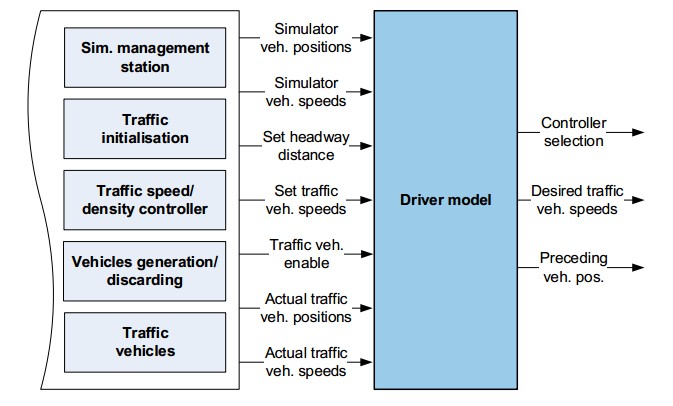 Sim. management
station
Traffic
initialisation
Traffic speed/
density controller
Vehicles generation/
discarding
Traffic
vehicles
Simulator
veh. positions
Simulator
veh. speeds
Set headway
distance
Set traffic
veh. speeds
Traffic veh.
enable
Actual traffic
veh. positions
Actual traffic
veh. speeds
Driver model
Controller
selection
Desired traffic
veh. speeds
Preceding
veh. pos.